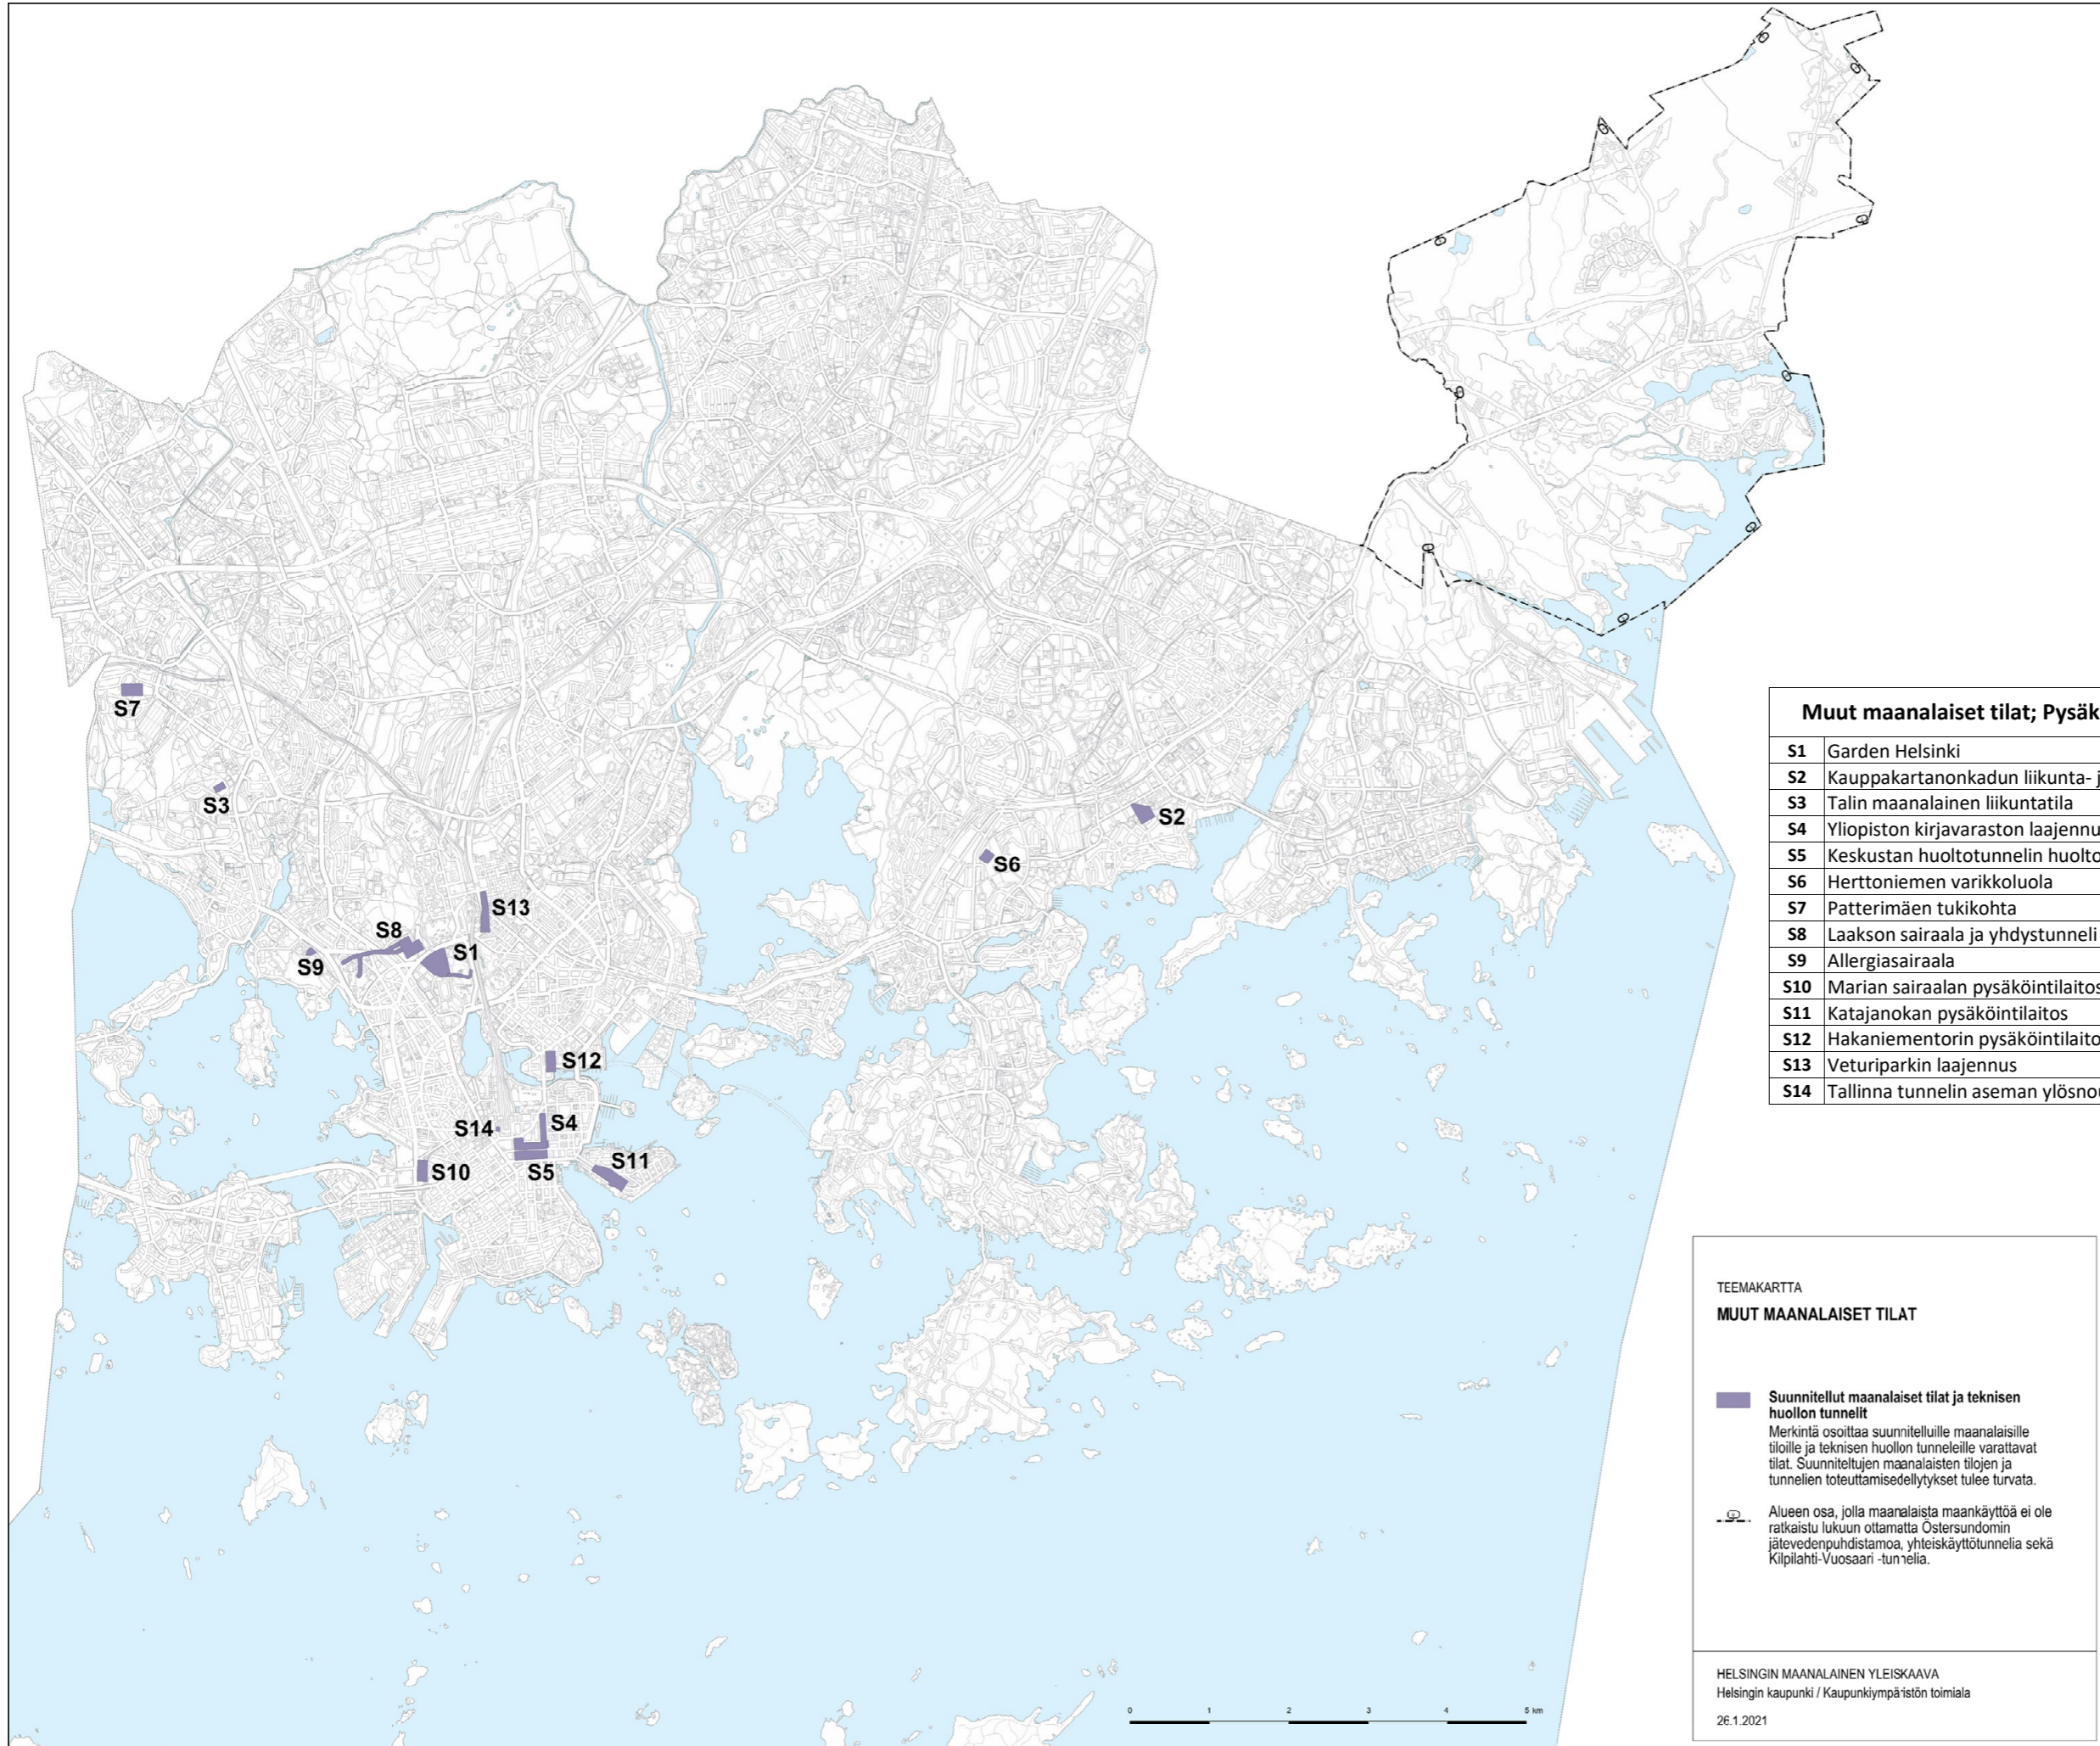 S7
S3
S2
S6
S13
S8
S1
S9
S12
S14
S4
S10
S5
S11
Muut maanalaiset tilat; Pysäk
S1 Garden Helsinki
S2 Kauppakartanonkadun liikunta- j
S3 Talin maanalainen liikuntatila
S4 Yliopiston kirjavaraston laajennu
S5 Keskustan huoltotunnelin huolto
S6 Herttoniemen varikkoluola
S7 Patterimäen tukikohta
S8 Laakson sairaala ja yhdystunneli
S9 Allergiasairaala
S10 Marian sairaalan pysäköintilaitos
S11 Katajanokan pysäköintilaitos
S12 Hakaniementorin pysäköintilaito
S13 Veturiparkin laajennus
S14 Tallinna tunnelin aseman ylösnou
TEEMAKARTTA
MUUT MAANALAISET TILAT
Suunnitellut maanalaiset tilat ja teknisen
huollon tunnelit
Merkintä osoittaa suunnitelluille maanalaisille
tiloille ja teknisen huollon tunneleille varattavat
tilat. Suunniteltujen maanalaisten tilojen ja
tunnelien toteuttamisedellytykset tulee turvata.
Alueen osa, jolla maanalaista maankäyttöä ei ole
ratkaistu lukuun ottamatta Östersundomin
jätevedenpuhdistamoa, yhteiskäyttötunnelia sekä
Kilpilahti-Vuosaari -tunnelia.
HELSINGIN MAANALAINEN YLEISKAAVA
Helsingin kaupunki / Kaupunkiympäristön toimiala
26.1.2021
0 1 2 3 4 5 km